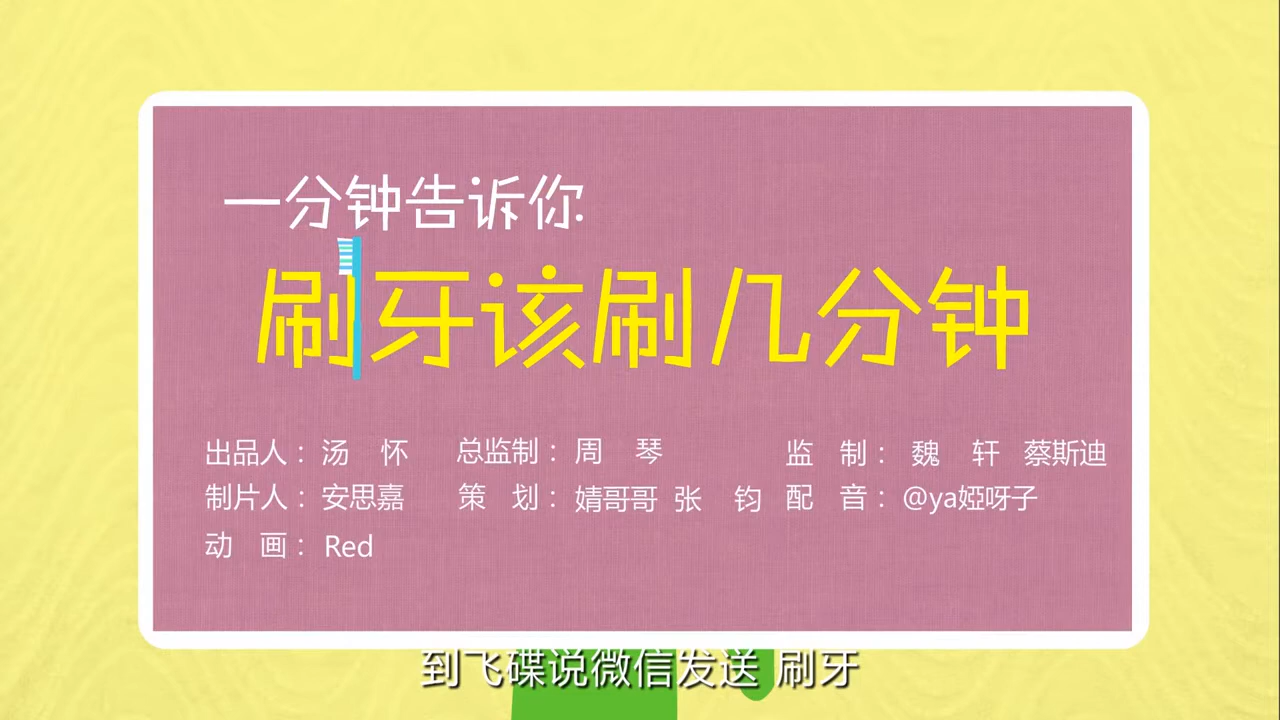 一分钟告诉你
刷牙该刷几分钟
出品人：汤 怀 总监制：周 琴 监 制：魏 轩 蔡斯迪
制片人：安思嘉 策 划：婧哥哥 张 钧 配 音：@ya娅呀子
动 画：Red
到飞碟说微信发送 刷牙